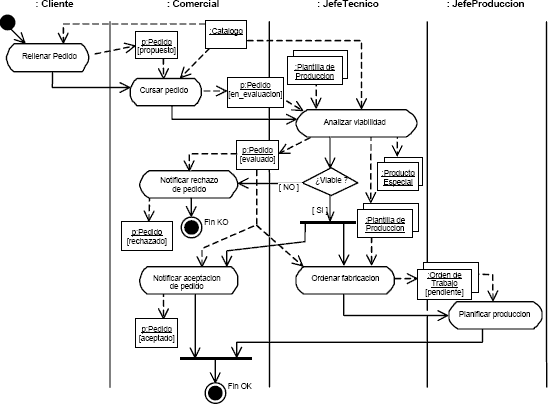 : Cliente
: Comercial
: JefeTecnico
: JefeProduccion
Rellenar Pedido
p:Pedido
[propuesto]
:Catalogo
Cursar pedido
p:Pedido
[en_evaluacion]
:Plantilla de
Produccion
Analizar viabilidad
p:Pedido
[evaluado]
Notificar rechazo
de pedido
[ NO ]
¿Viable ?
:Producto
Especial
[ SI ]
Fin KO
p:Pedido
[rechazado]
:Plantilla de
Produccion
Notificar aceptacion
de pedido
Ordenar fabricacion
:Orden de
Trabajo
[pendiente]
Planificar produccion
p:Pedido
[aceptado]
Fin OK